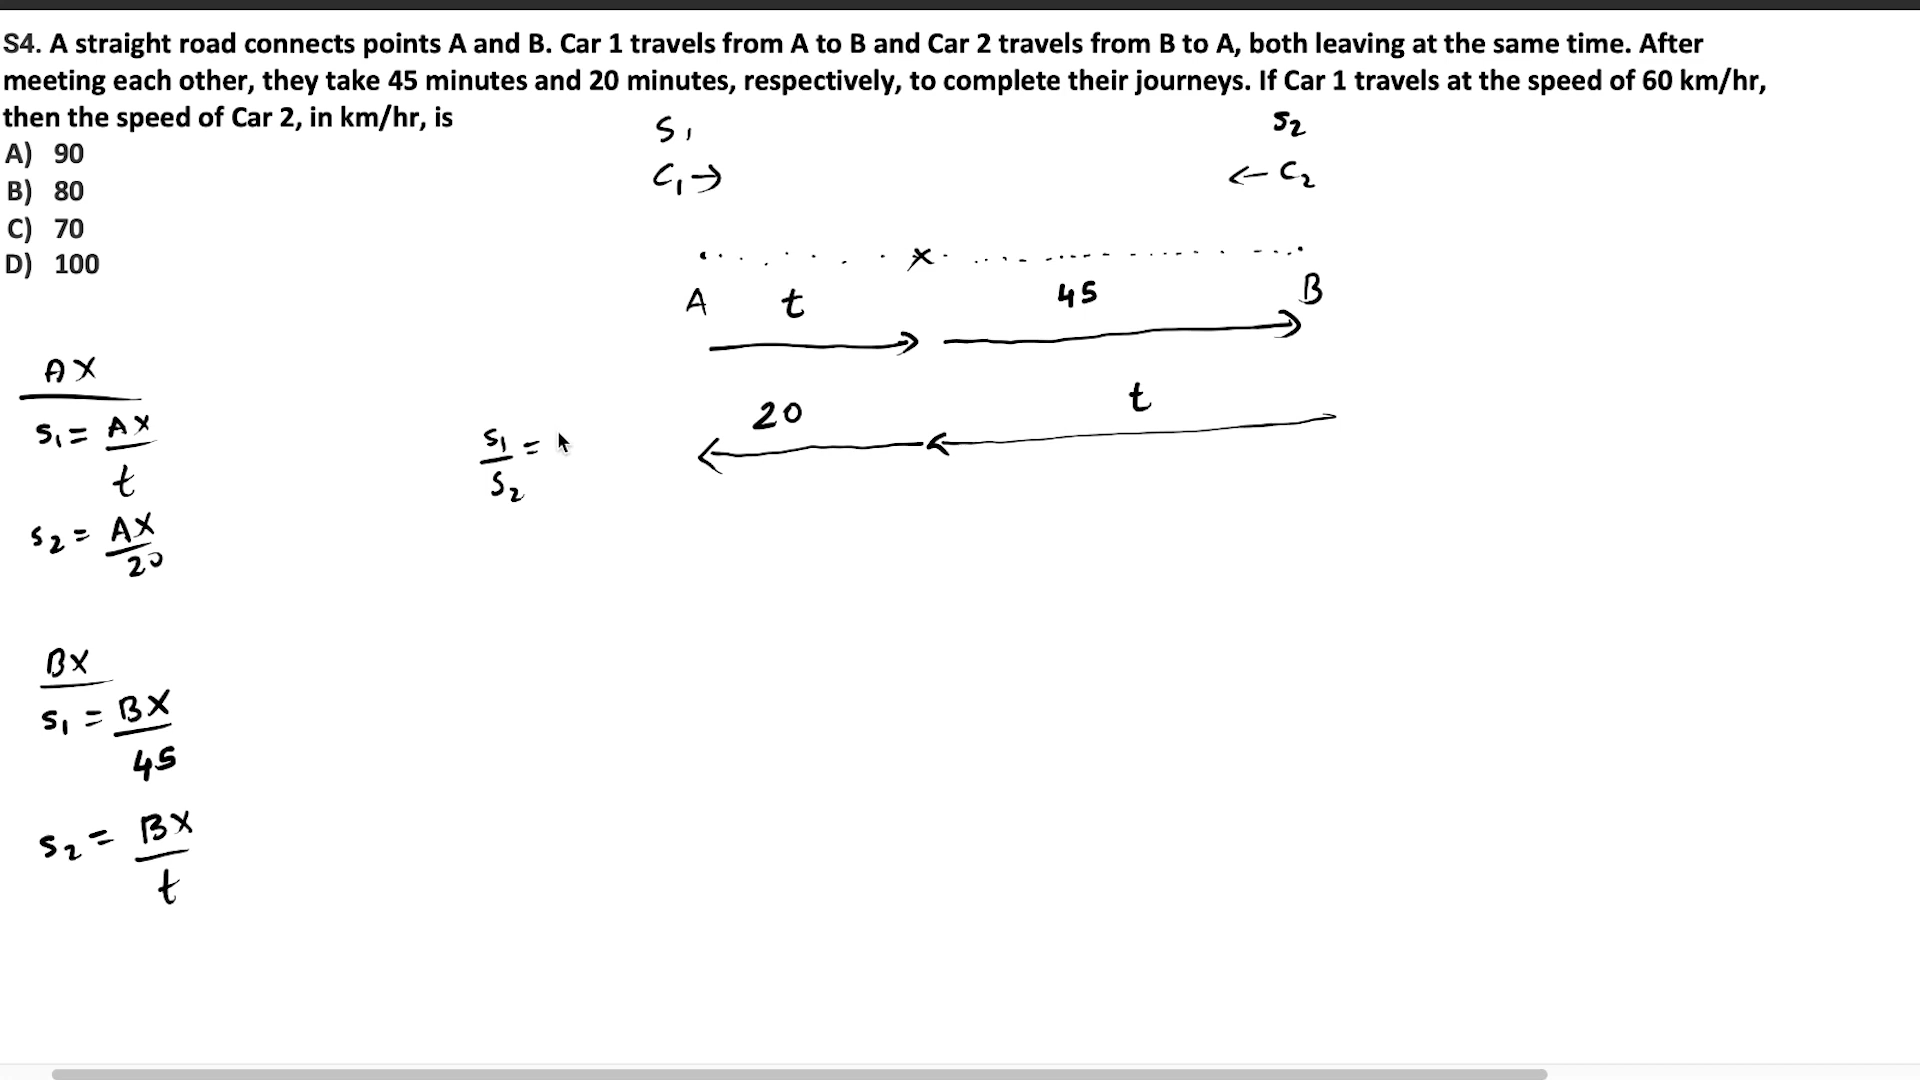 S4. A straight road connects points A and B. Car 1 travels from A to B and Car 2 travels from B to A, both leaving at the same time. After
meeting each other, they take 45 minutes and 20 minutes, respectively, to complete their journeys. If Car 1 travels at the speed of 60 km/hr,
then the speed of Car 2, in km/hr, is
A) 90
B) 80
C) 70
D) 100
S₁ S₂
C₁→ ←C₂
x
A t 45 B
20 t
AX
S₁ = AX/t
S₂ = AX/20
S₁/S₂ =
BX
S₁ = BX/45
S₂ = BX/t